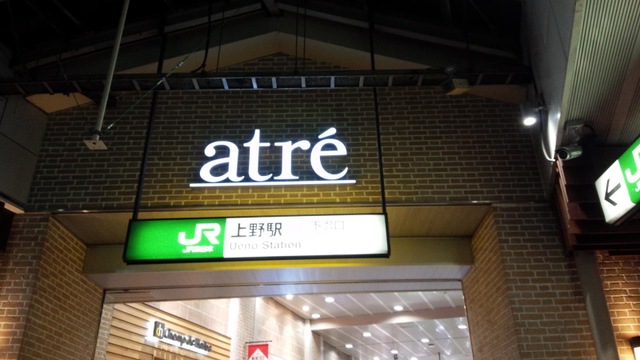 atré
JR 上野駅
Ueno Station